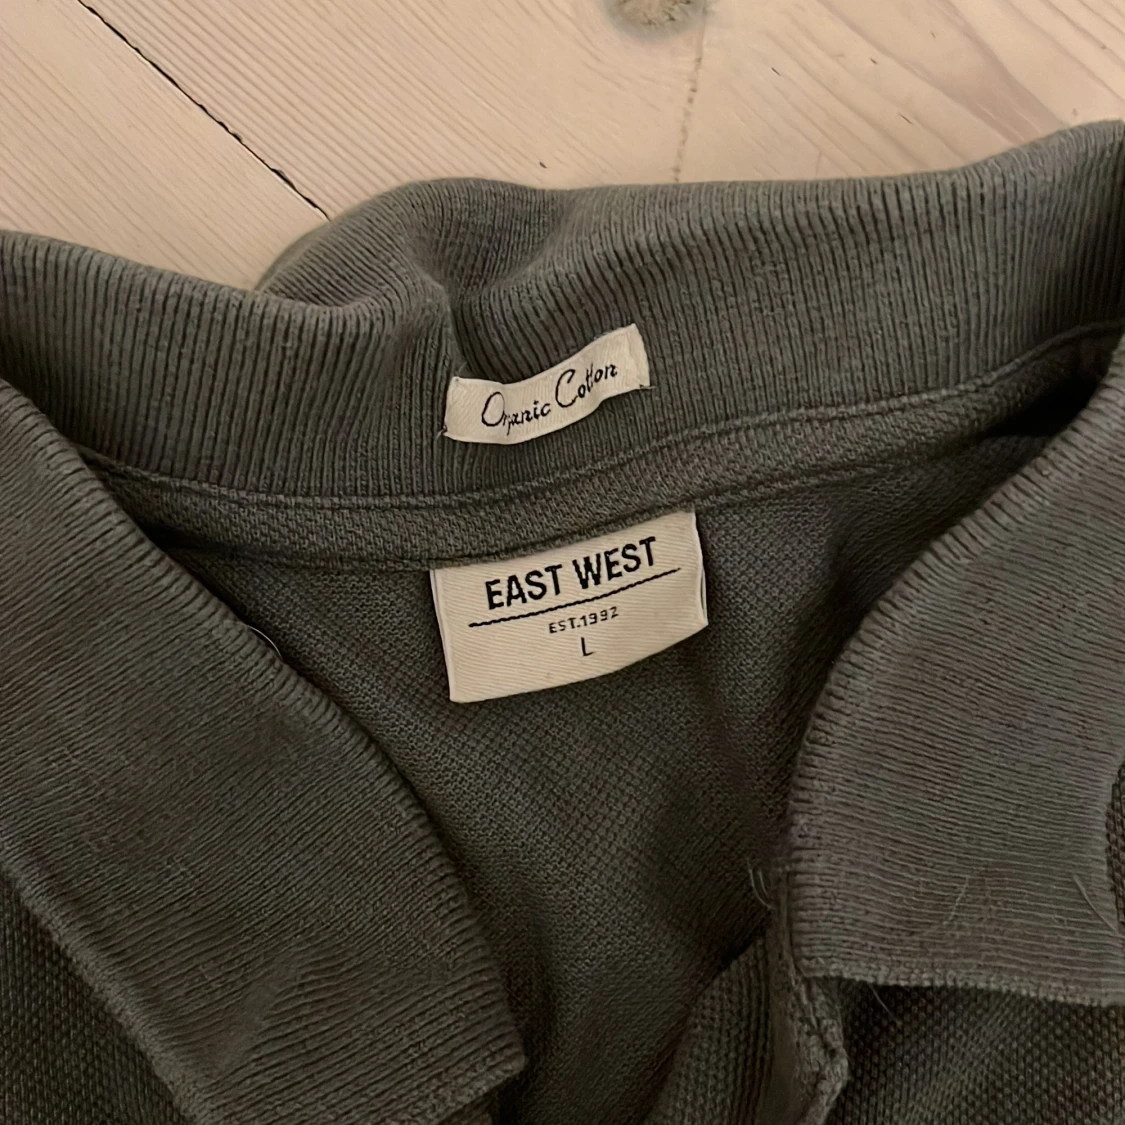 Organic Cotton
EAST WEST
EST.1992
L